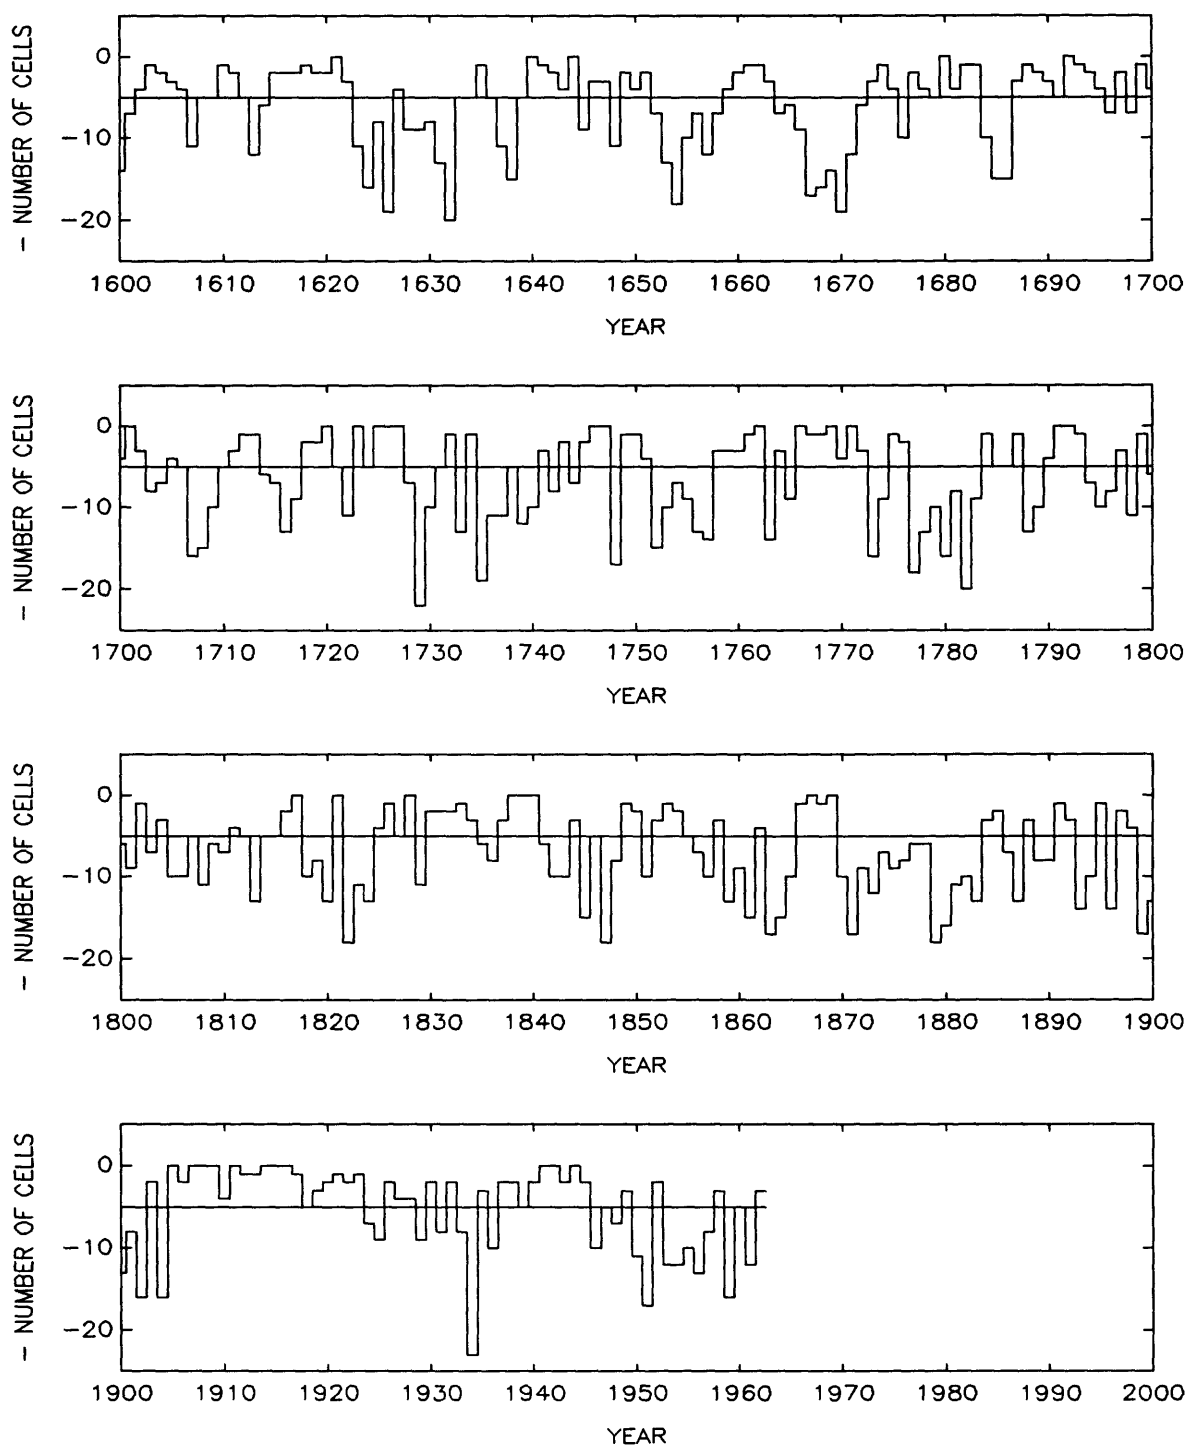 – NUMBER OF CELLS
0
−10
−20
1600 1610 1620 1630 1640 1650 1660 1670 1680 1690 1700
YEAR
– NUMBER OF CELLS
0
−10
−20
1700 1710 1720 1730 1740 1750 1760 1770 1780 1790 1800
YEAR
– NUMBER OF CELLS
0
−10
−20
1800 1810 1820 1830 1840 1850 1860 1870 1880 1890 1900
YEAR
– NUMBER OF CELLS
0
−10
−20
1900 1910 1920 1930 1940 1950 1960 1970 1980 1990 2000
YEAR